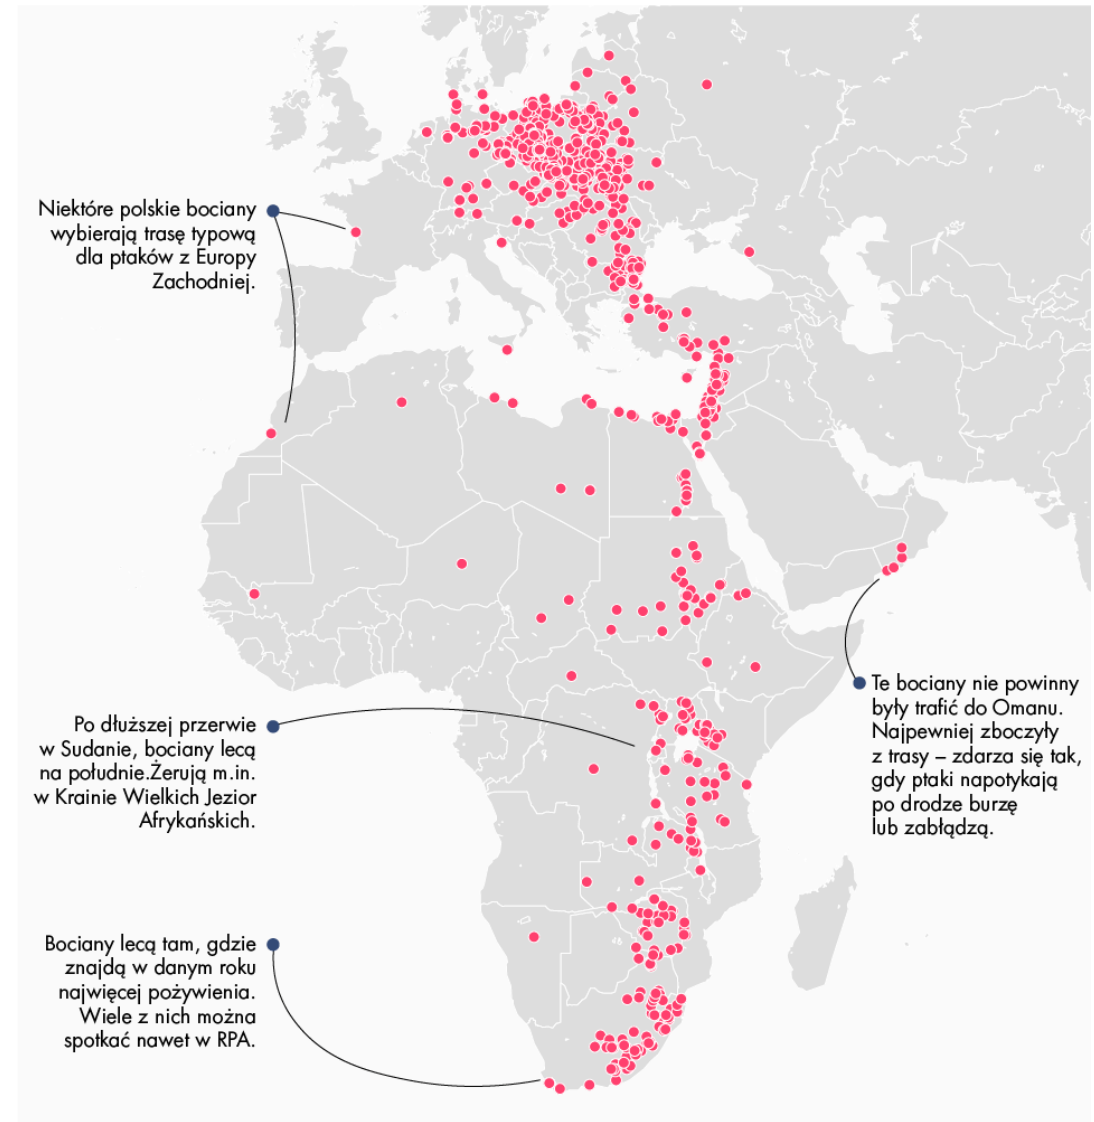 Niektóre polskie bociany
wybierają trasę typową
dla ptaków z Europy
Zachodniej.
Te bociany nie powinny
były trafić do Omanu.
Najpewniej zboczyły
z trasy – zdarza się tak,
gdy ptaki napotykają
po drodze burzę
lub zabłądzą.
Po dłuższej przerwie
w Sudanie, bociany lecą
na południe.Żerują m.in.
w Krainie Wielkich Jezior
Afrykańskich.
Bociany lecą tam, gdzie
znajdą w danym roku
najwięcej pożywienia.
Wiele z nich można
spotkać nawet w RPA.